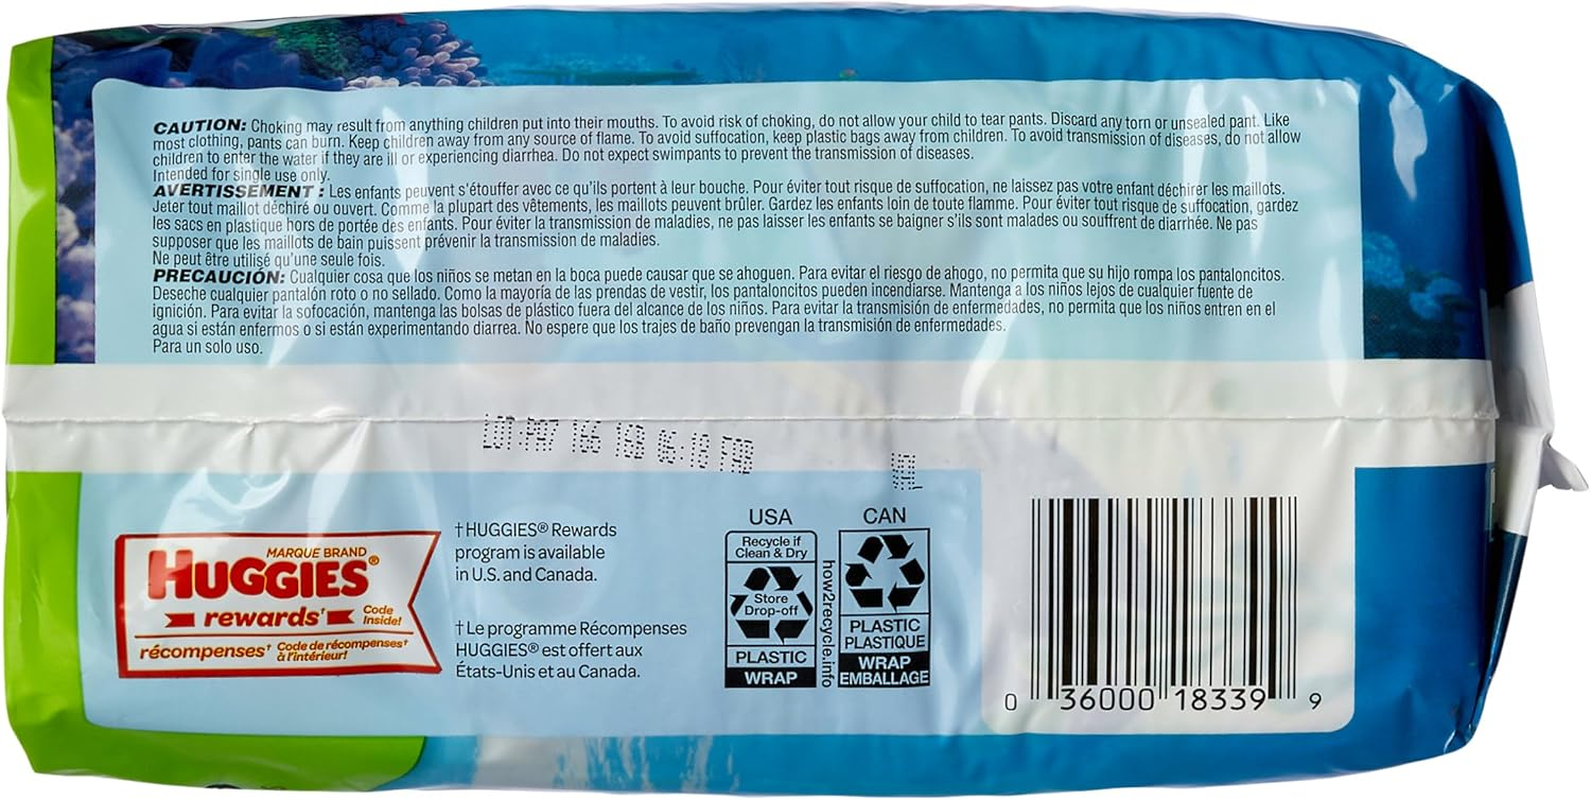 CAUTION: Choking may result from anything children put into their mouths. To avoid risk of choking, do not allow your child to tear pants. Discard any torn or unsealed pant. Like
most clothing, pants can burn. Keep children away from any source of flame. To avoid suffocation, keep plastic bags away from children. To avoid transmission of diseases, do not allow
children to enter the water if they are ill or experiencing diarrhea. Do not expect swimpants to prevent the transmission of diseases.
Intended for single use only.
AVERTISSEMENT : Les enfants peuvent s'étouffer avec ce qu'ils portent à leur bouche. Pour éviter tout risque de suffocation, ne laissez pas votre enfant déchirer les maillots.
Jeter tout maillot déchiré ou ouvert. Comme la plupart des vêtements, les maillots peuvent brûler. Gardez les enfants loin de toute flamme. Pour éviter tout risque de suffocation, gardez
les sacs en plastique hors de portée des enfants. Pour éviter la transmission de maladies, ne pas laisser les enfants se baigner s'ils sont malades ou souffrent de diarrhée. Ne pas
supposer que les maillots de bain puissent prévenir la transmission de maladies.
Ne peut être utilisé qu'une seule fois.
PRECAUCIÓN: Cualquier cosa que los niños se metan en la boca puede causar que se ahoguen. Para evitar el riesgo de ahogo, no permita que su hijo rompa los pantaloncitos.
Deseche cualquier pantalón roto o no sellado. Como la mayoría de las prendas de vestir, los pantaloncitos pueden incendiarse. Mantenga a los niños lejos de cualquier fuente de
ignición. Para evitar la sofocación, mantenga las bolsas de plástico fuera del alcance de los niños. Para evitar la transmisión de enfermedades, no permita que los niños entren en el
agua si están enfermos o si están experimentando diarrea. No espere que los trajes de baño prevengan la transmisión de enfermedades.
Para un solo uso.
LOT:PA7 166 16B 06:18 FAB
MARQUE BRAND
HUGGIES®
rewards† Code Inside!
récompenses† Code de récompenses† à l'intérieur!
†HUGGIES® Rewards
program is available
in U.S. and Canada.
† Le programme Récompenses
HUGGIES® est offert aux
États-Unis et au Canada.
USA
Recycle if
Clean & Dry
Store
Drop-off
PLASTIC
WRAP
how2recycle.info
CAN
PLASTIC
PLASTIQUE
WRAP
EMBALLAGE
0 36000 18339 9